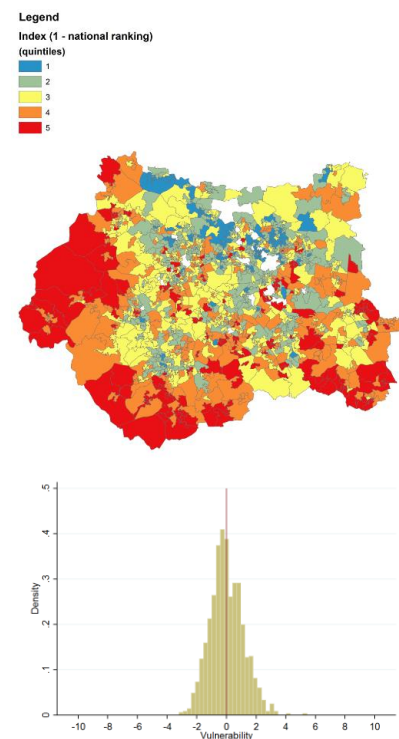 Legend
Index (1 - national ranking)
(quintiles)
1
2
3
4
5
.5
.4
.3
.2
.1
0
Density
-10 -8 -6 -4 -2 0 2 4 6 8 10
Vulnerability